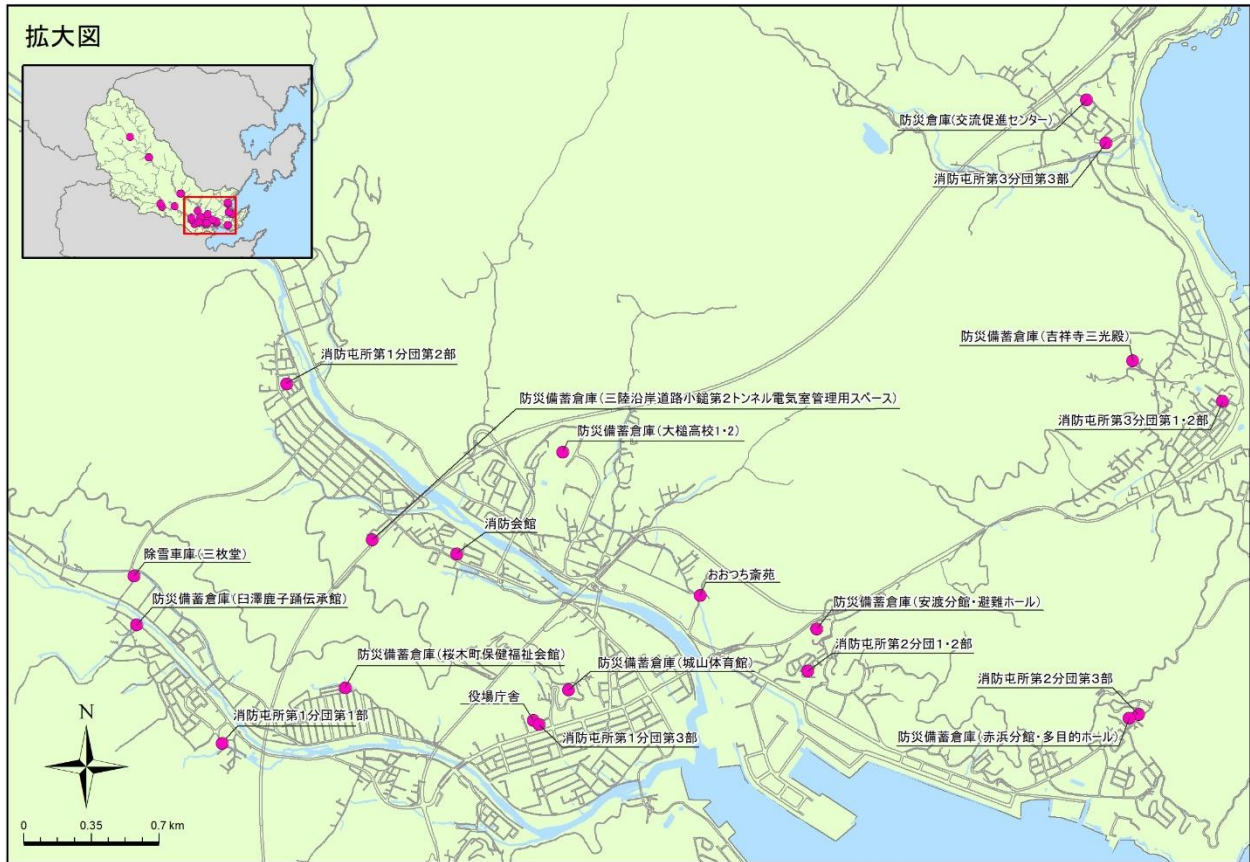 拡大図
防災倉庫(交流促進センター)
消防屯所第3分団第3部
防災備蓄倉庫(吉祥寺三光殿)
消防屯所第1分団第2部
防災備蓄倉庫(三陸沿岸道路小鎚第2トンネル電気室管理用スペース)
消防屯所第3分団第1・2部
防災備蓄倉庫(大槌高校1・2)
消防会館
除雪車庫(三枚堂)
おおつち斎苑
防災備蓄倉庫(臼澤鹿子踊伝承館)
防災備蓄倉庫(安渡分館・避難ホール)
消防屯所第2分団1・2部
防災備蓄倉庫(桜木町保健福祉会館)
防災備蓄倉庫(城山体育館)
消防屯所第2分団第3部
役場庁舎
消防屯所第1分団第1部
消防屯所第1分団第3部
防災備蓄倉庫(赤浜分館・多目的ホール)
N
0 0.35 0.7 km